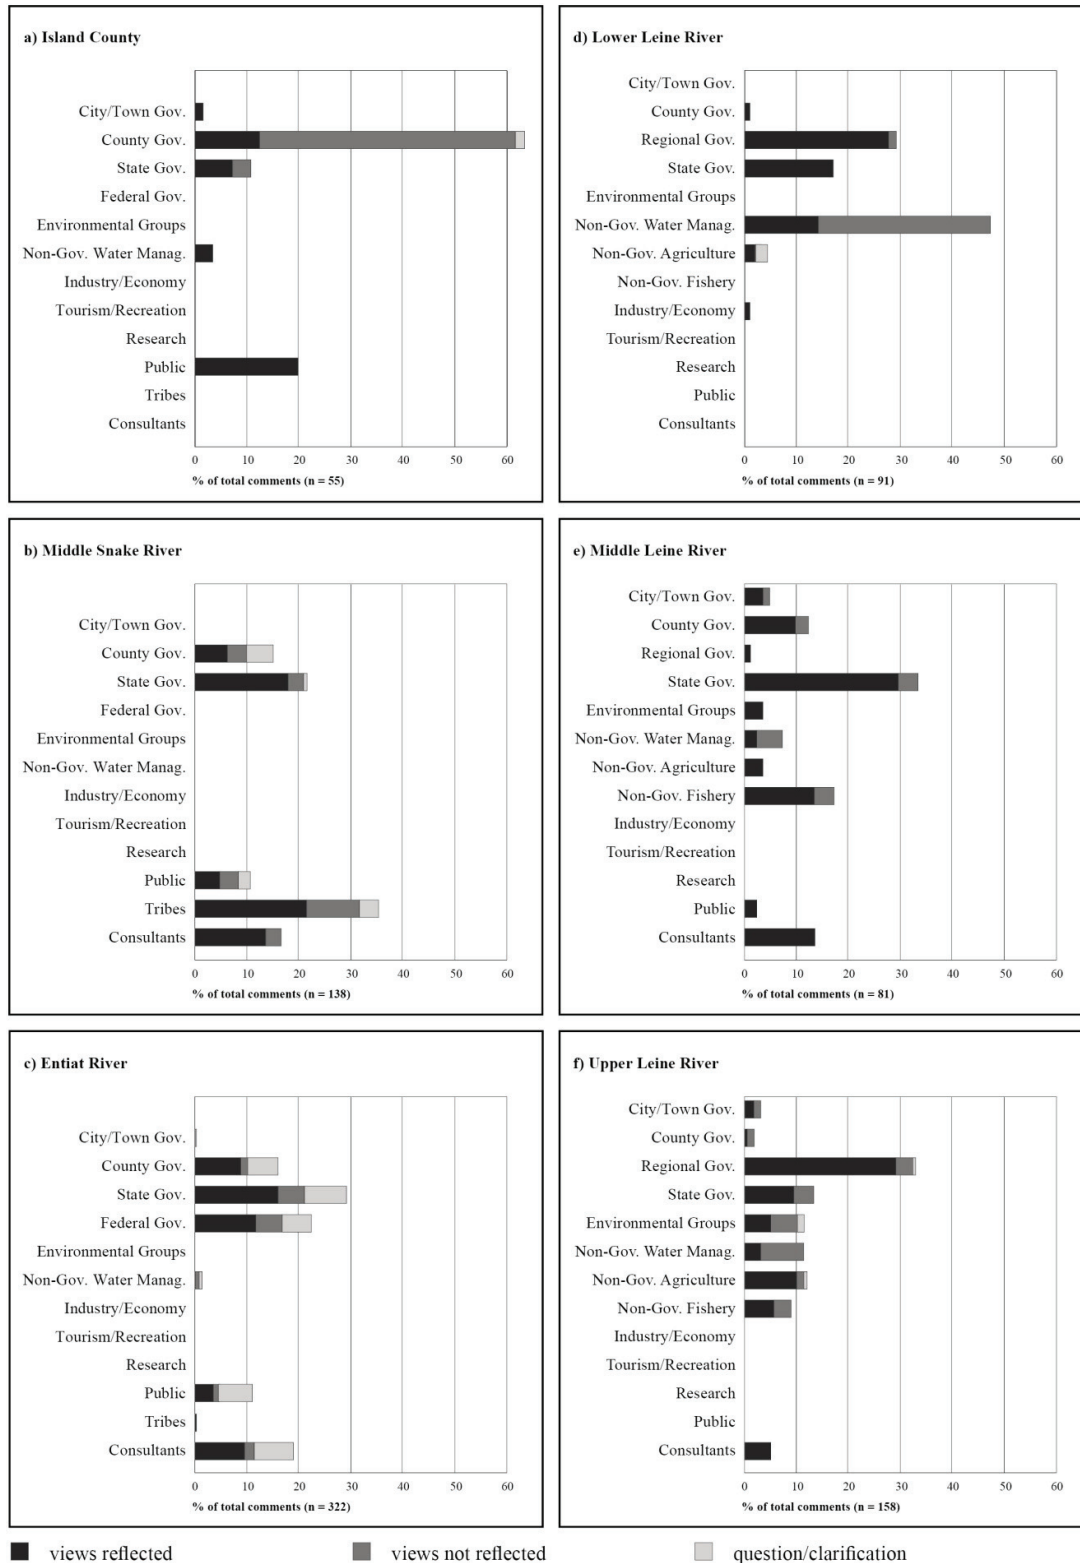 a) Island County
City/Town Gov.
County Gov.
State Gov.
Federal Gov.
Environmental Groups
Non-Gov. Water Manag.
Industry/Economy
Tourism/Recreation
Research
Public
Tribes
Consultants
0 10 20 30 40 50 60
% of total comments (n = 55)
b) Middle Snake River
City/Town Gov.
County Gov.
State Gov.
Federal Gov.
Environmental Groups
Non-Gov. Water Manag.
Industry/Economy
Tourism/Recreation
Research
Public
Tribes
Consultants
0 10 20 30 40 50 60
% of total comments (n = 138)
c) Entiat River
City/Town Gov.
County Gov.
State Gov.
Federal Gov.
Environmental Groups
Non-Gov. Water Manag.
Industry/Economy
Tourism/Recreation
Research
Public
Tribes
Consultants
0 10 20 30 40 50 60
% of total comments (n = 322)
d) Lower Leine River
City/Town Gov.
County Gov.
Regional Gov.
State Gov.
Environmental Groups
Non-Gov. Water Manag.
Non-Gov. Agriculture
Non-Gov. Fishery
Industry/Economy
Tourism/Recreation
Research
Public
Consultants
0 10 20 30 40 50 60
% of total comments (n = 91)
e) Middle Leine River
City/Town Gov.
County Gov.
Regional Gov.
State Gov.
Environmental Groups
Non-Gov. Water Manag.
Non-Gov. Agriculture
Non-Gov. Fishery
Industry/Economy
Tourism/Recreation
Research
Public
Consultants
0 10 20 30 40 50 60
% of total comments (n = 81)
f) Upper Leine River
City/Town Gov.
County Gov.
Regional Gov.
State Gov.
Environmental Groups
Non-Gov. Water Manag.
Non-Gov. Agriculture
Non-Gov. Fishery
Industry/Economy
Tourism/Recreation
Research
Public
Consultants
0 10 20 30 40 50 60
% of total comments (n = 158)
views reflected views not reflected question/clarification